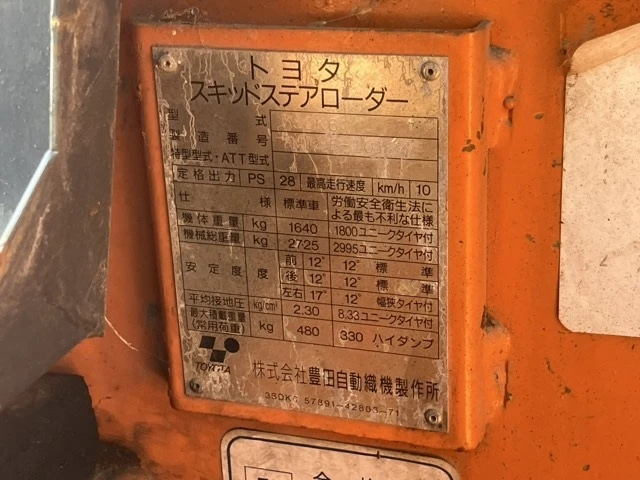 トヨタ
スキッドステアローダー
型 式
製造番号
特型型式・ATT型式
定格出力 PS 28 最高走行速度 km/h 10
仕 様 標準車 労働安全衛生法による最も不利な仕様
機体重量 kg 1640 1800ユニークタイヤ付
機械総重量 kg 2725 2995ユニークタイヤ付
安定度 度 前 12° 12° 標準
後 12° 12° 標準
左右 17° 12° 幅狭タイヤ付
平均接地圧 kg/cm² 2.30 8.33ユニークタイヤ付
最大積載重量(常用荷重) kg 480 330 ハイダンプ
TOYOTA 株式会社豊田自動織機製作所
57891-42803-71